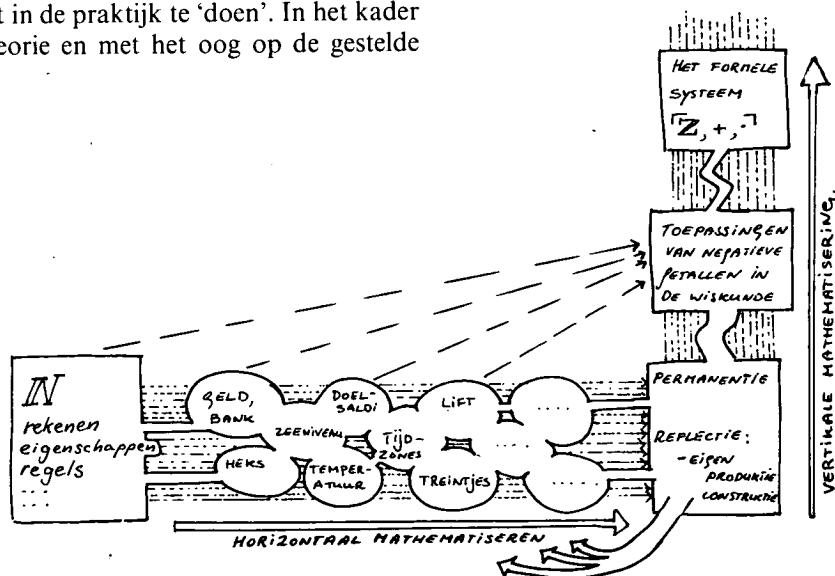 t in de praktijk te 'doen'. In het kader
eorie en met het oog op de gestelde
HET FORMELE
SYSTEEM
⌜Z, +, ·⌝
TOEPASSINGEN
VAN NEGATIEVE
GETALLEN IN
DE WISKUNDE
VERTIKALE MATHEMATISERING.
IN
rekenen
eigenschappen
regels
...
GELD,
BANK
DOEL-
SALDI
LIFT
....
ZEENIVEAU
TIJD-
ZONES
....
HEKS
TEMPER-
ATUUR
TREINTJES
....
PERMANENTIE
REFLECTIE:
-EIGEN
PRODUKTIE
CONSTRUCTIE
HORIZONTAAL MATHEMATISEREN